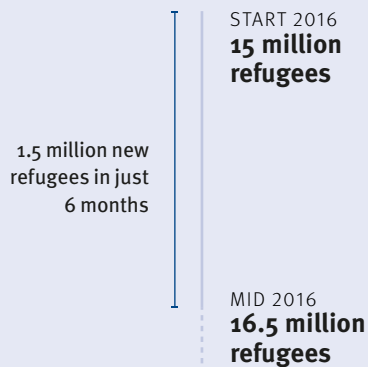 START 2016
15 million
refugees
1.5 million new
refugees in just
6 months
MID 2016
16.5 million
refugees